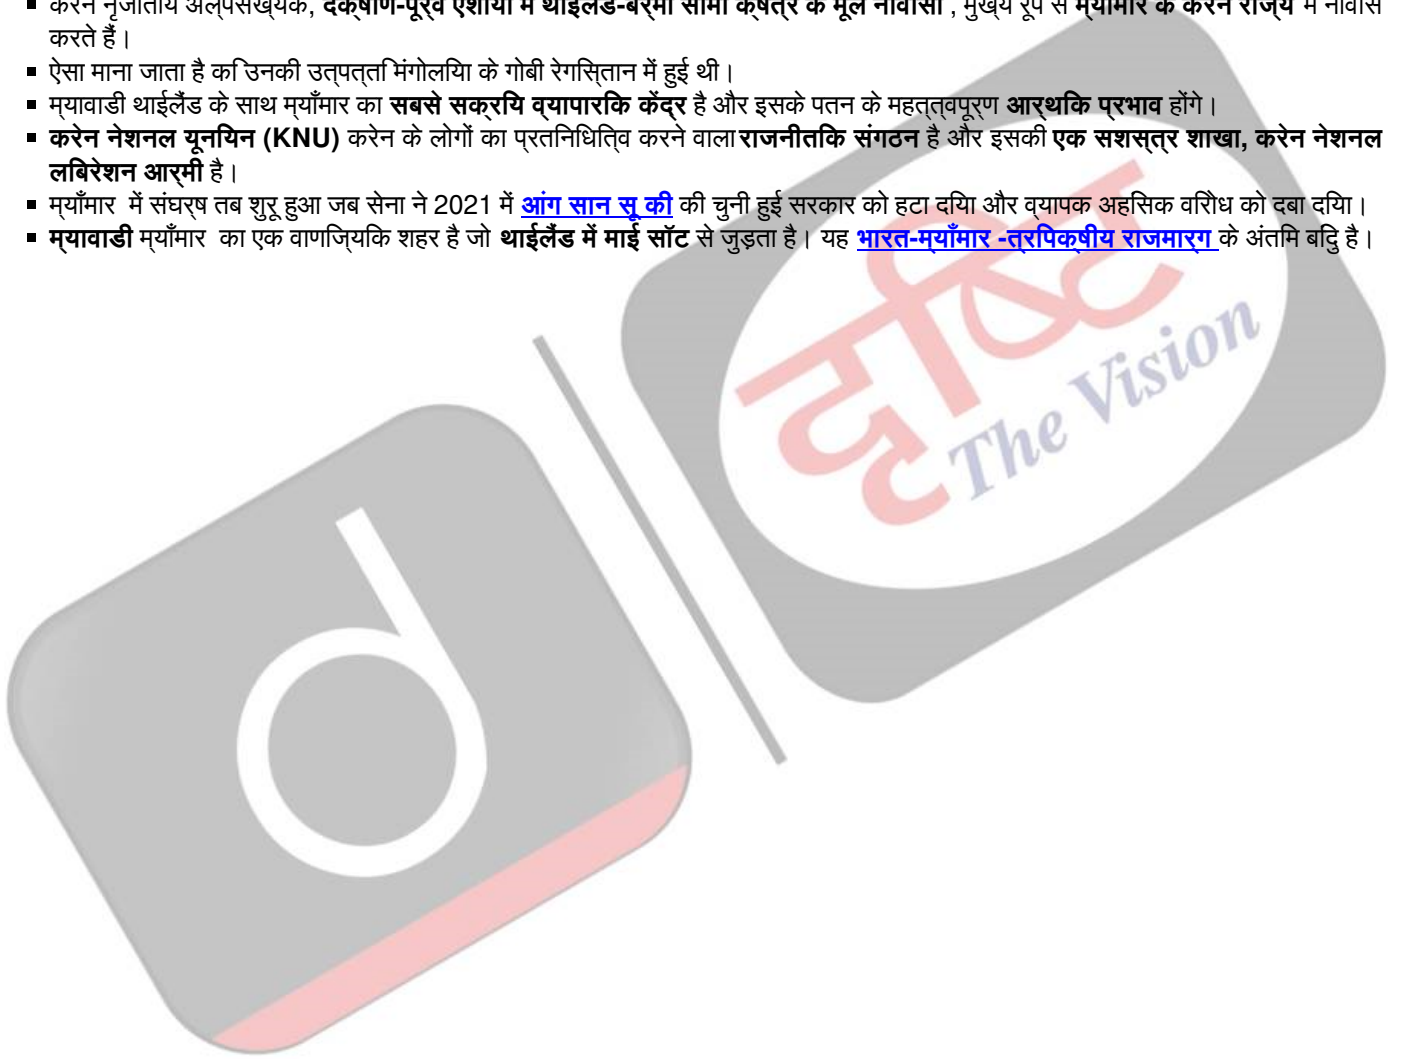 करेन नृजातीय अल्पसंख्यक, दक्षिण-पूर्व एशिया में थाईलैंड-बर्मा सीमा क्षेत्र के मूल निवासी , मुख्य रूप से म्याँमार के करेन राज्य में निवास
करते हैं।
ऐसा माना जाता है कि उनकी उत्पत्ति मंगोलिया के गोबी रेगिस्तान में हुई थी।
म्यावाडी थाईलैंड के साथ म्याँमार का सबसे सक्रिय व्यापारिक केंद्र है और इसके पतन के महत्त्वपूर्ण आर्थिक प्रभाव होंगे।
करेन नेशनल यूनियन (KNU) करेन के लोगों का प्रतिनिधित्व करने वाला राजनीतिक संगठन है और इसकी एक सशस्त्र शाखा, करेन नेशनल
लिबरेशन आर्मी है।
म्याँमार में संघर्ष तब शुरू हुआ जब सेना ने 2021 में आंग सान सू की की चुनी हुई सरकार को हटा दिया और व्यापक अहिंसक विरोध को दबा दिया।
म्यावाडी म्याँमार का एक वाणिज्यिक शहर है जो थाईलैंड में माई सॉट से जुड़ता है। यह भारत-म्याँमार -त्रिपक्षीय राजमार्ग के अंतिम बिंदु है।
दृष्टि
The Vision
d